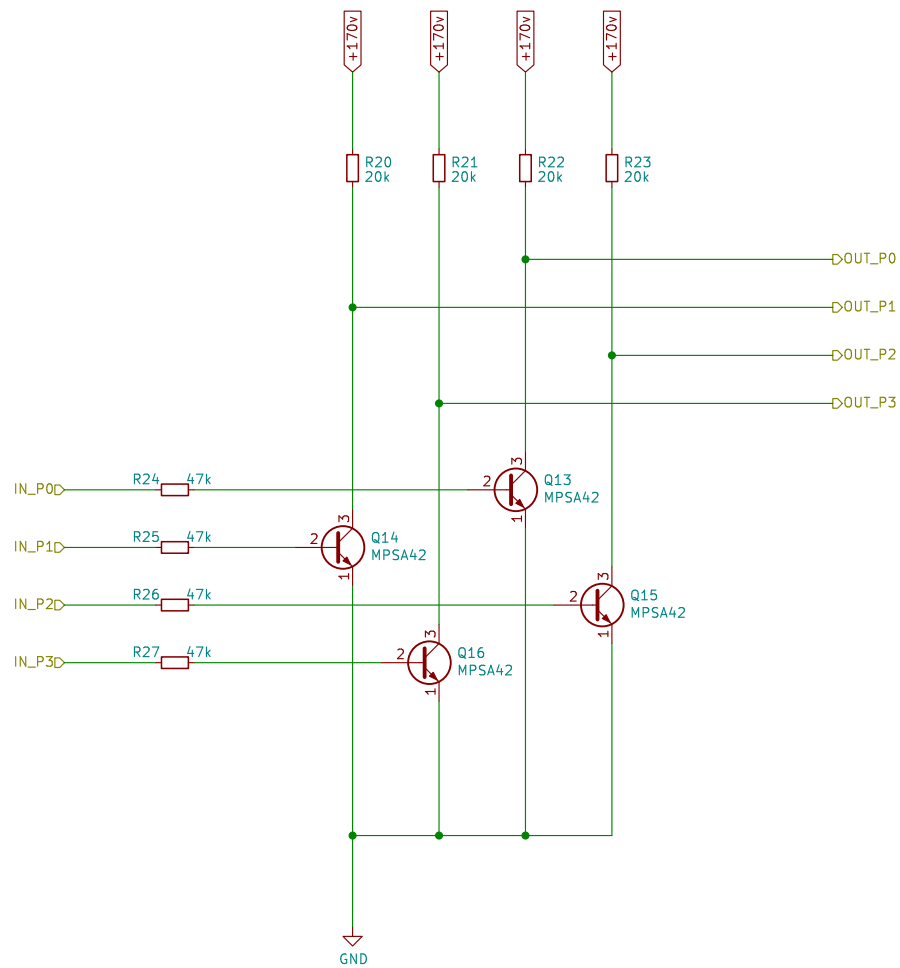 +170v
+170v
+170v
+170v
R20
20k
R21
20k
R22
20k
R23
20k
OUT_P0
OUT_P1
OUT_P2
OUT_P3
IN_P0
R24 47k
2
3
1
Q13
MPSA42
IN_P1
R25 47k
2
3
1
Q14
MPSA42
IN_P2
R26 47k
2
3
1
Q15
MPSA42
IN_P3
R27 47k
2
3
1
Q16
MPSA42
GND